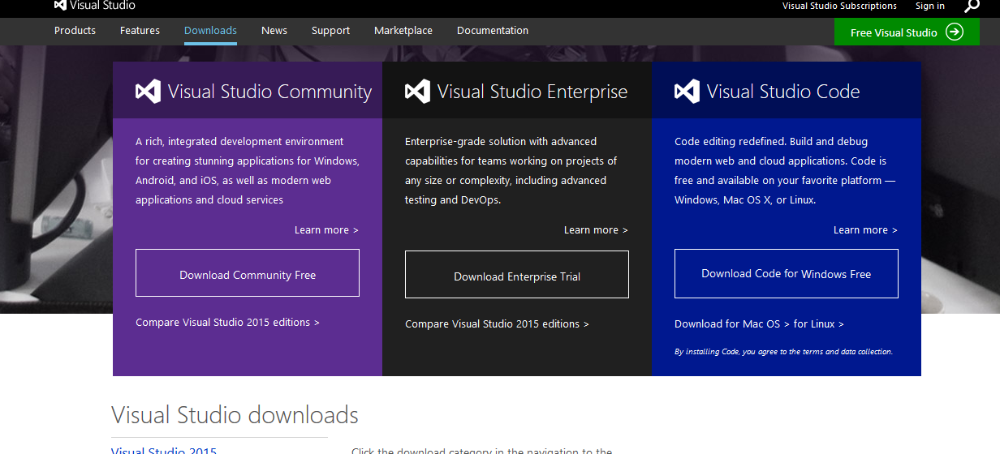 Visual Studio
Visual Studio Subscriptions
Sign in
Products
Features
Downloads
News
Support
Marketplace
Documentation
Free Visual Studio
Visual Studio Community
A rich, integrated development environment
for creating stunning applications for Windows,
Android, and iOS, as well as modern web
applications and cloud services
Learn more >
Download Community Free
Compare Visual Studio 2015 editions >
Visual Studio Enterprise
Enterprise-grade solution with advanced
capabilities for teams working on projects of
any size or complexity, including advanced
testing and DevOps.
Learn more >
Download Enterprise Trial
Compare Visual Studio 2015 editions >
Visual Studio Code
Code editing redefined. Build and debug
modern web and cloud applications. Code is
free and available on your favorite platform —
Windows, Mac OS X, or Linux.
Learn more >
Download Code for Windows Free
Download for Mac OS > for Linux >
By installing Code, you agree to the terms and data collection.
Visual Studio downloads
Visual Studio 2015
Click the download category in the navigation to the